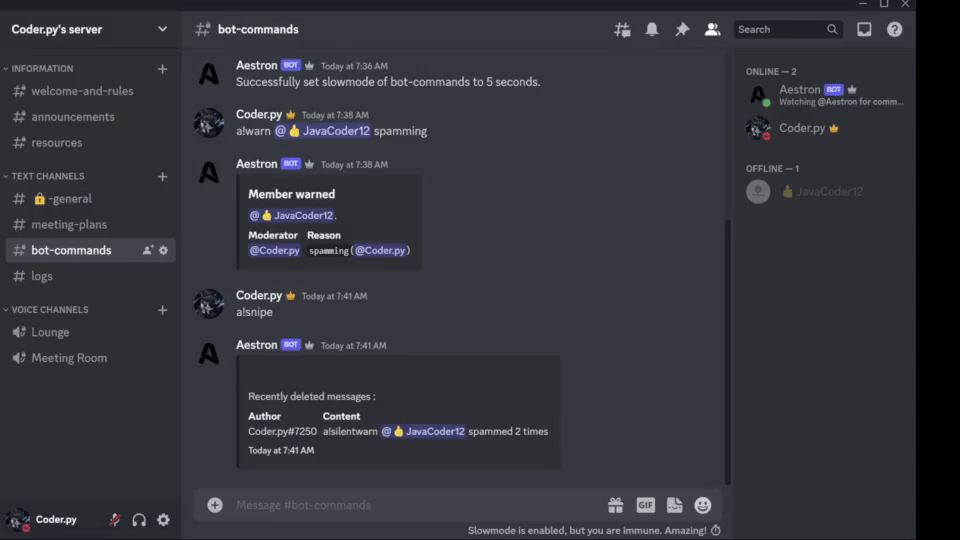 Coder.py's server
INFORMATION
welcome-and-rules
announcements
resources
TEXT CHANNELS
🔒-general
meeting-plans
bot-commands
logs
VOICE CHANNELS
Lounge
Meeting Room
Coder.py
bot-commands
Search
Aestron BOT Today at 7:36 AM
Successfully set slowmode of bot-commands to 5 seconds.
Coder.py Today at 7:38 AM
a!warn @👍JavaCoder12 spamming
Aestron BOT Today at 7:38 AM
Member warned
@👍JavaCoder12.
Moderator Reason
@Coder.py spamming(@Coder.py)
Coder.py Today at 7:41 AM
a!snipe
Aestron BOT Today at 7:41 AM
Recently deleted messages :
Author Content
Coder.py#7250 a!silentwarn @👍JavaCoder12 spammed 2 times
Today at 7:41 AM
Message #bot-commands
GIF
Slowmode is enabled, but you are immune. Amazing!
ONLINE — 2
Aestron BOT
Watching @Aestron for comm...
Coder.py
OFFLINE — 1
👍JavaCoder12